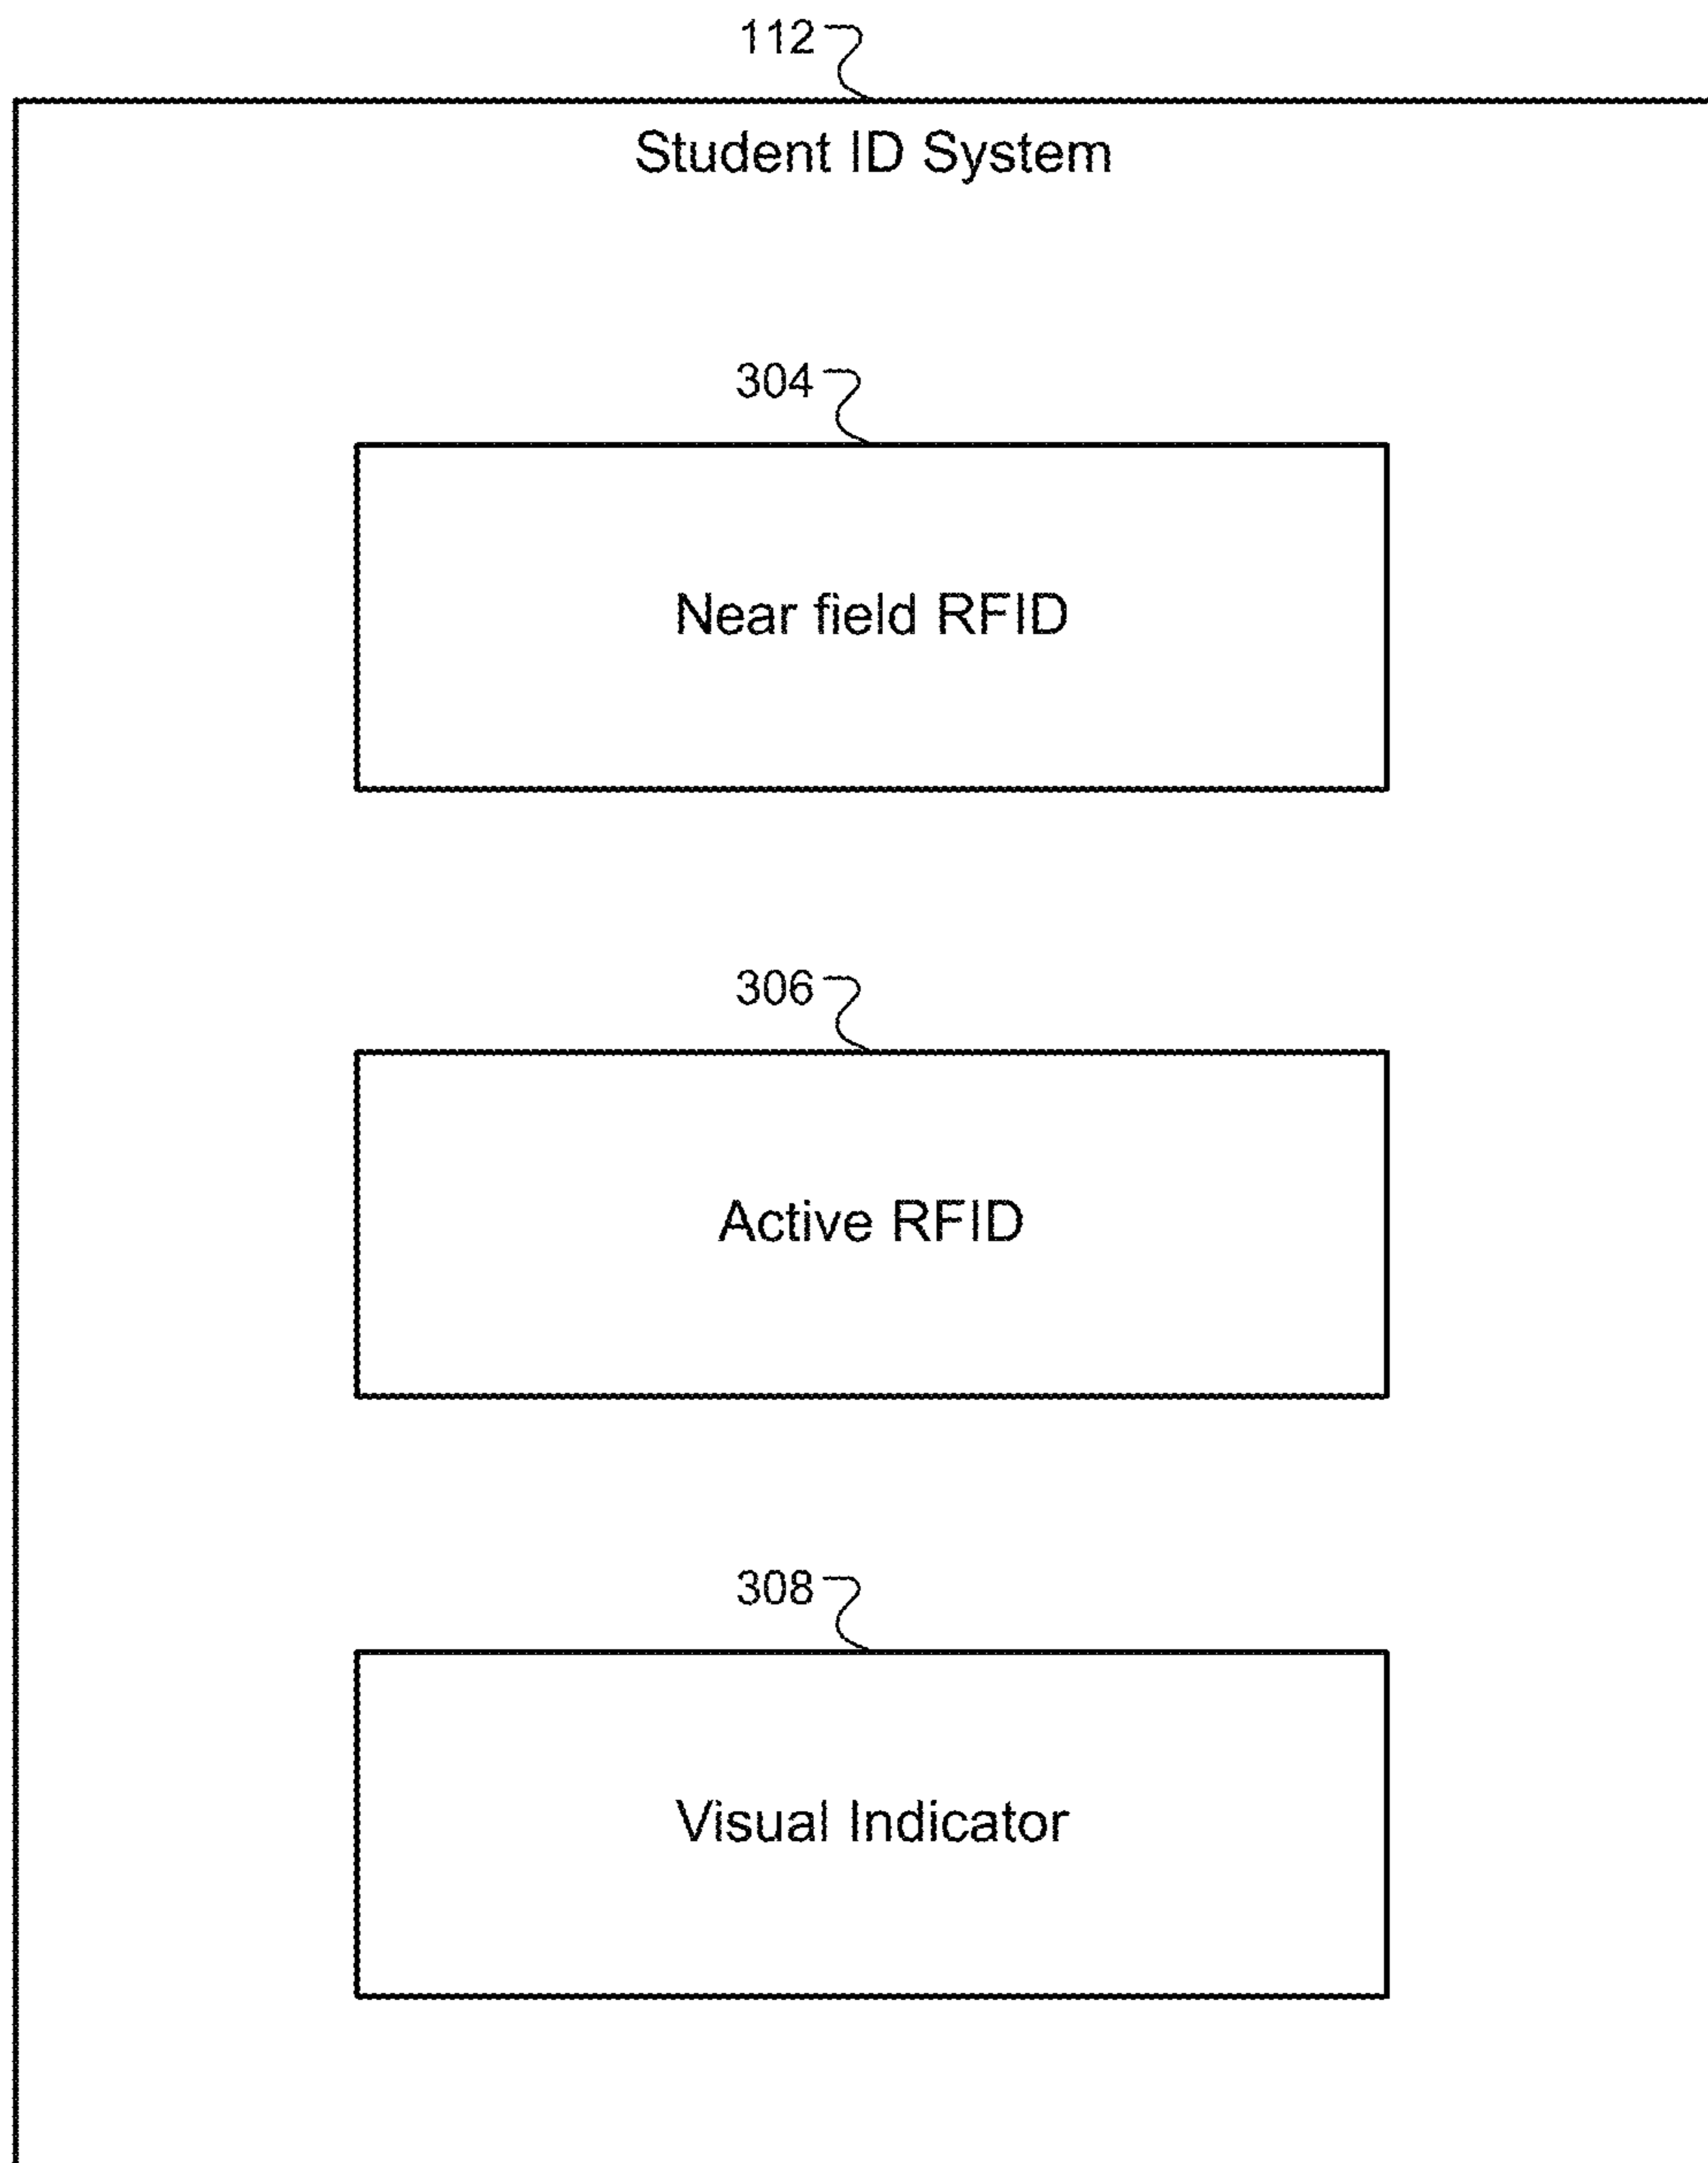 112
Student ID System
304
Near field RFID
306
Active RFID
308
Visual Indicator